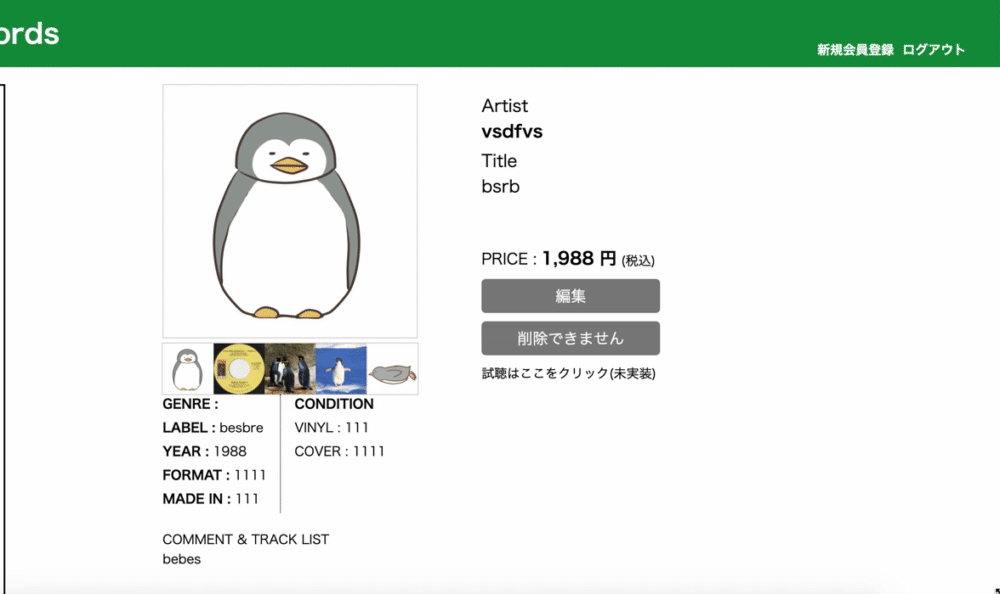 ords
新規会員登録 ログアウト
Artist
vsdfvs
Title
bsrb
PRICE : 1,988 円 (税込)
編集
削除できません
試聴はここをクリック(未実装)
GENRE :
LABEL : besbre
YEAR : 1988
FORMAT : 1111
MADE IN : 111
CONDITION
VINYL : 111
COVER : 1111
COMMENT & TRACK LIST
bebes